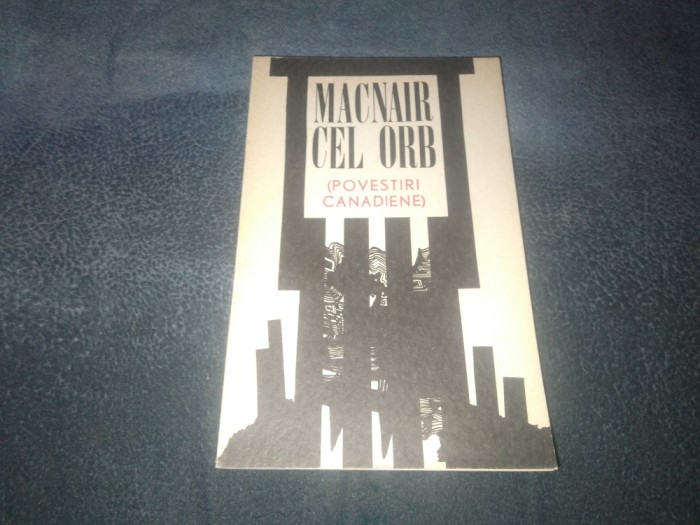 MACNAIR
CEL ORB
(POVESTIRI
CANADIENE)